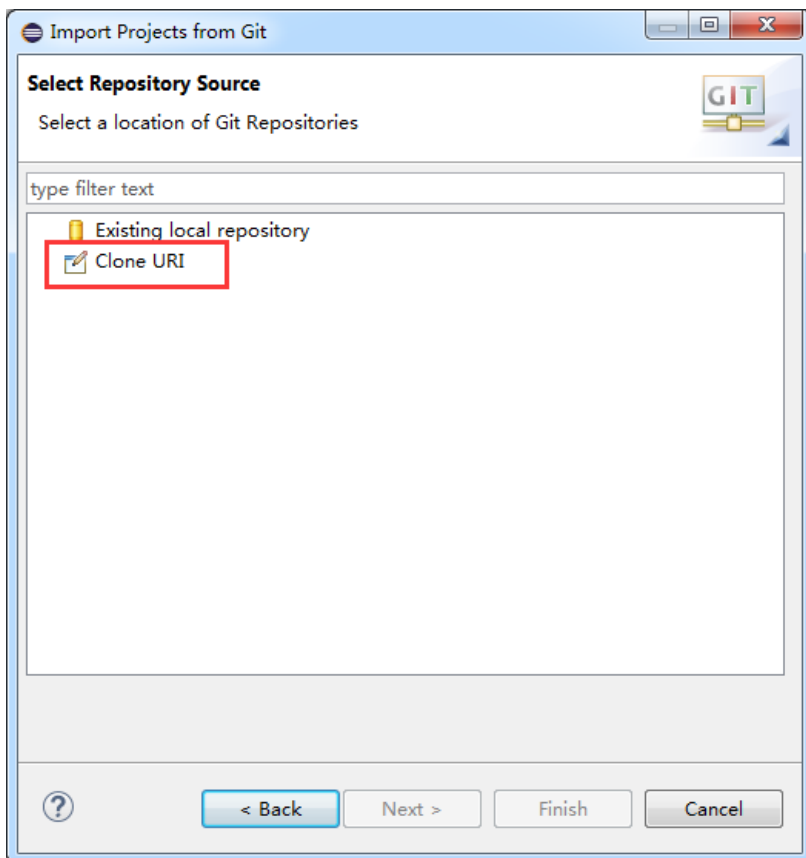 Import Projects from Git
Select Repository Source
Select a location of Git Repositories
GIT
type filter text
Existing local repository
Clone URI
?
< Back
Next >
Finish
Cancel